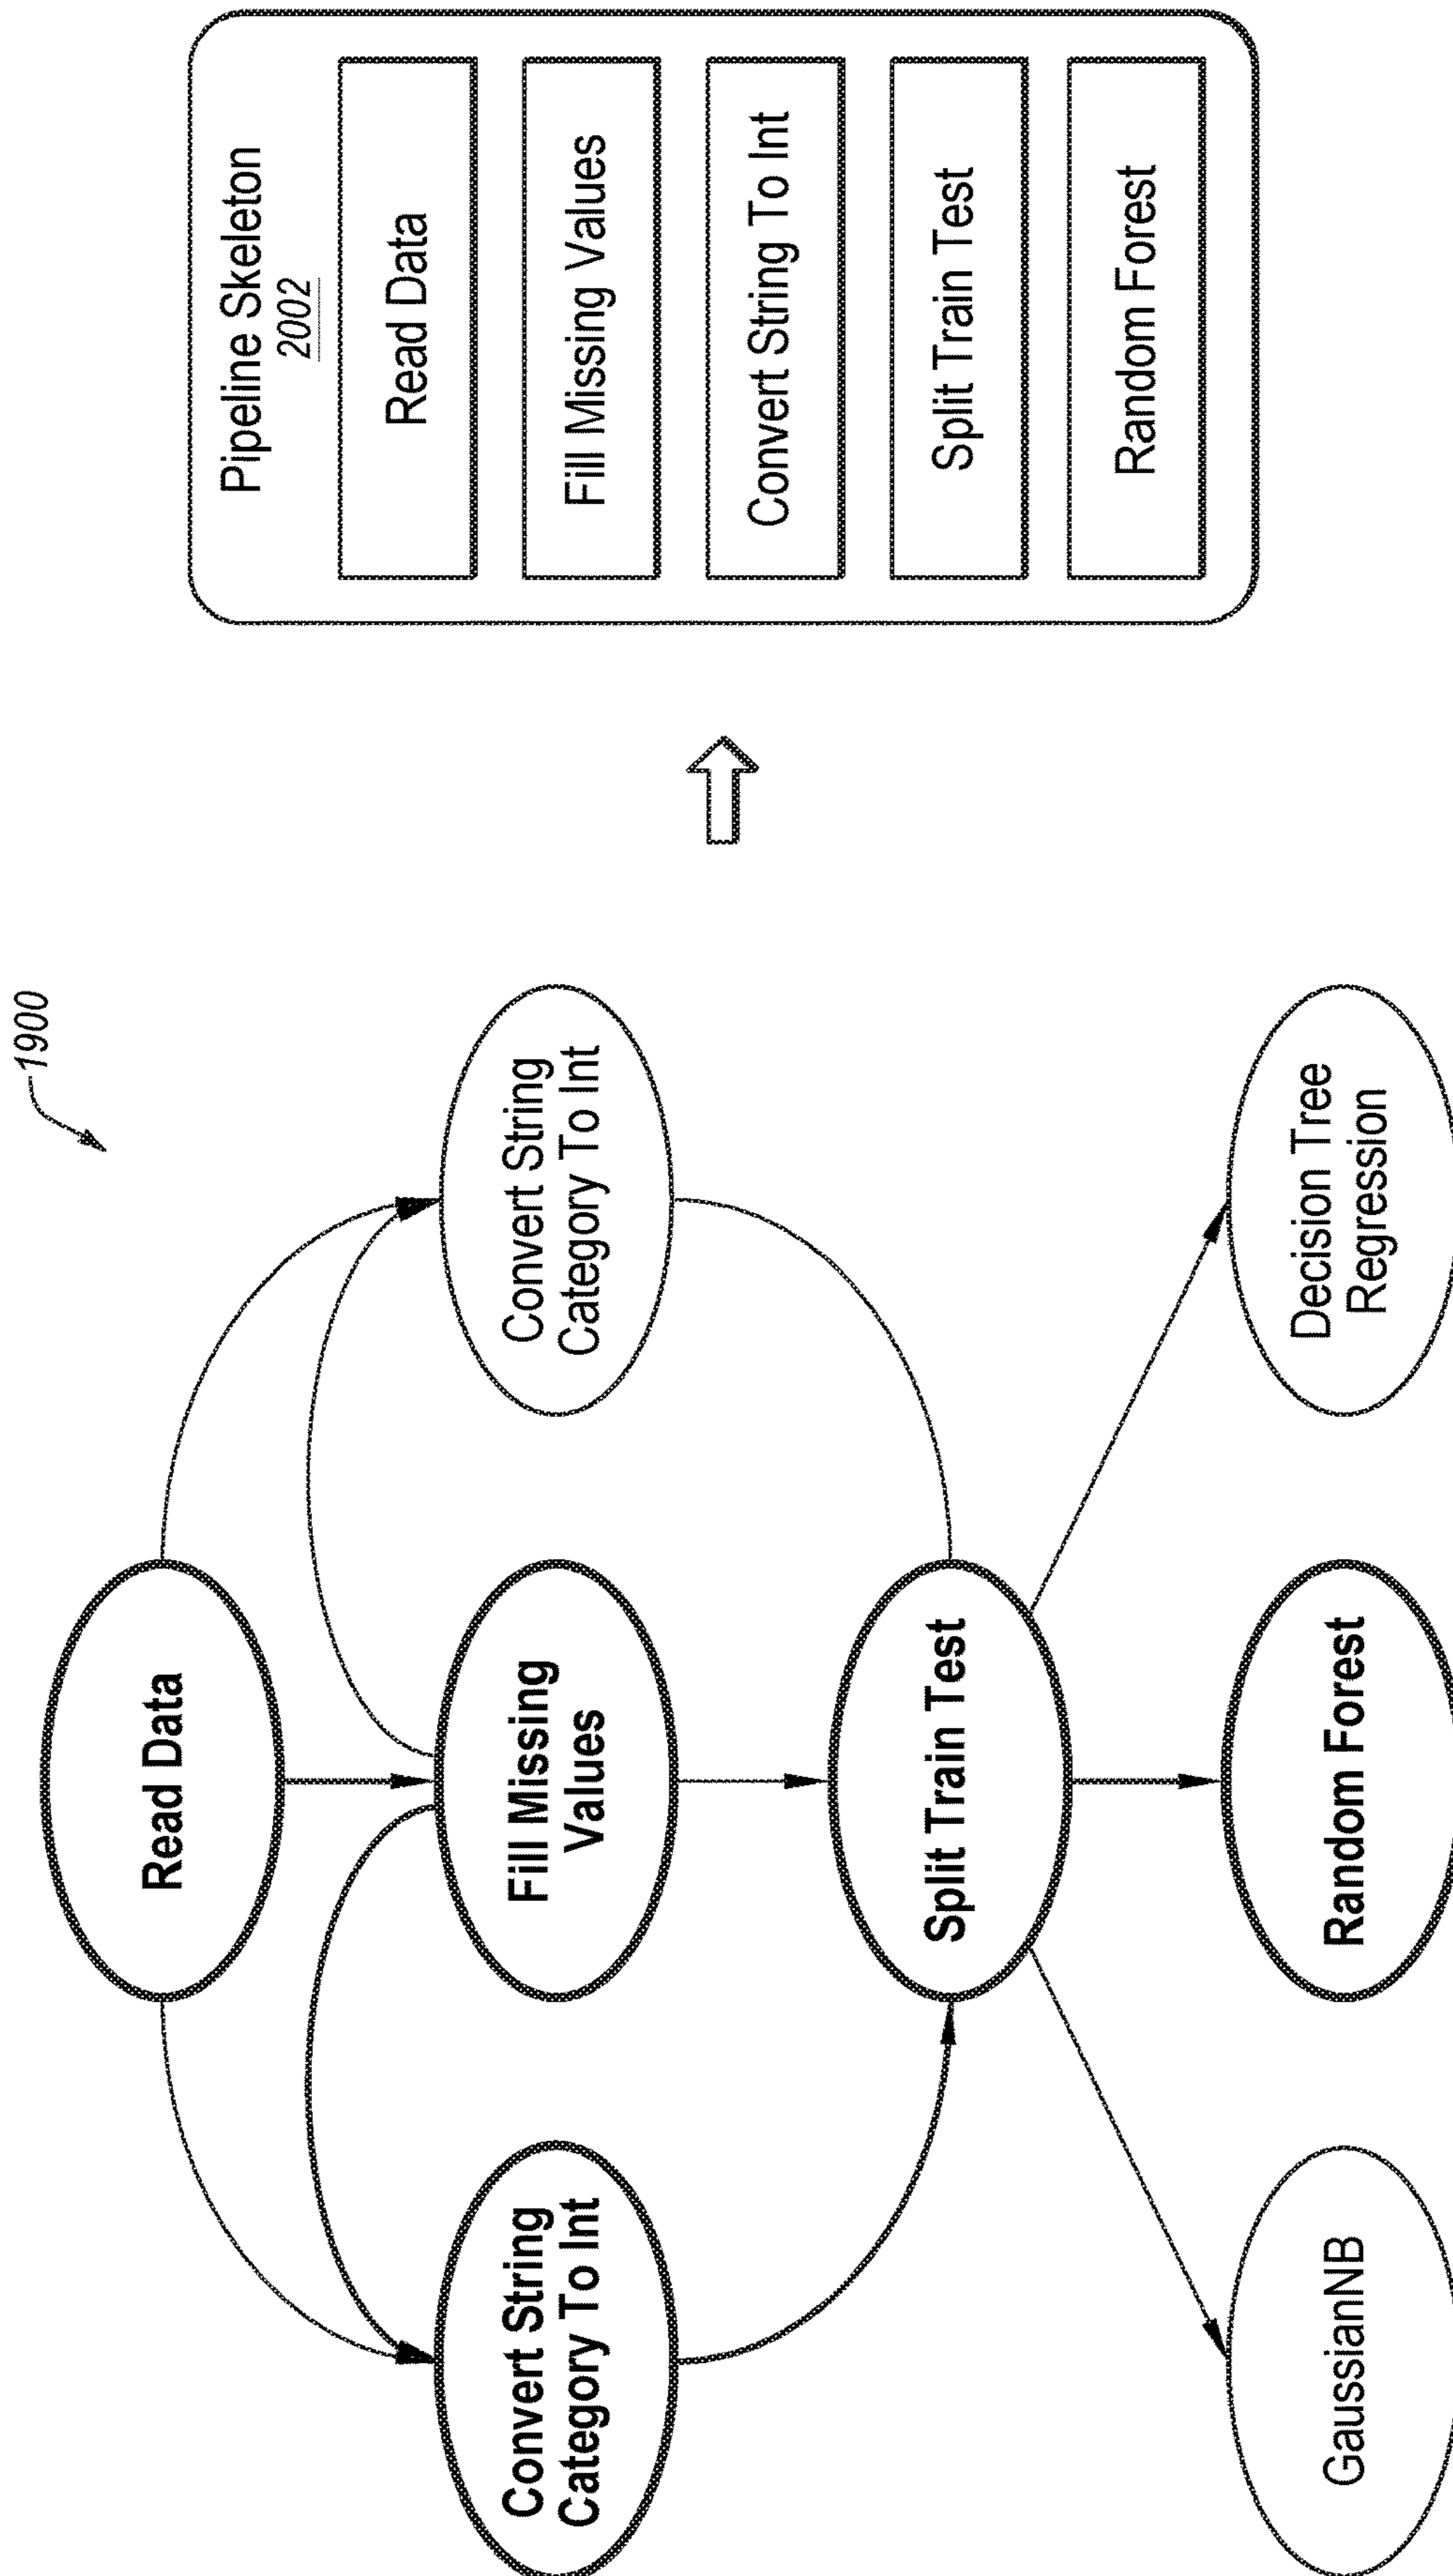 1900
Read Data
Convert String
Category To Int
Fill Missing
Values
Convert String
Category To Int
Split Train Test
GaussianNB
Random Forest
Decision Tree
Regression
Pipeline Skeleton
2002
Read Data
Fill Missing Values
Convert String To Int
Split Train Test
Random Forest